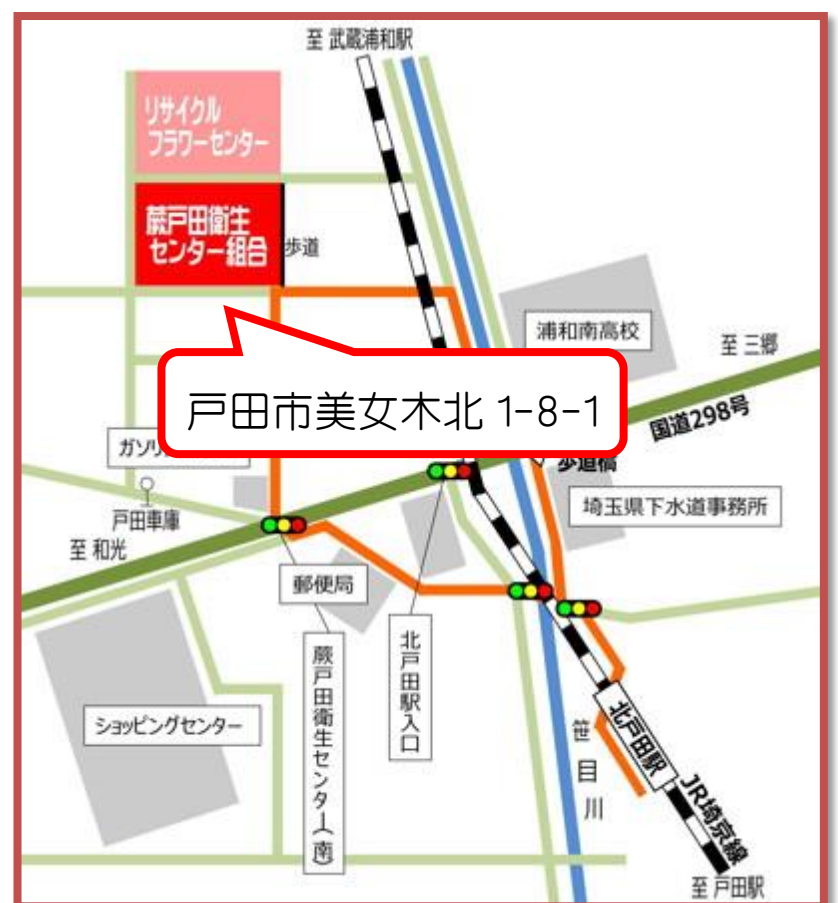 至 武蔵浦和駅
リサイクル
フラワーセンター
蕨戸田衛生
センター組合
歩道
浦和南高校
至 三郷
戸田市美女木北 1-8-1
国道298号
ガソリ
歩道橋
戸田車庫
埼玉県下水道事務所
至 和光
郵便局
北戸田駅入口
蕨戸田衛生センター(南)
ショッピングセンター
笹目川
北戸田駅
JR埼京線
至 戸田駅